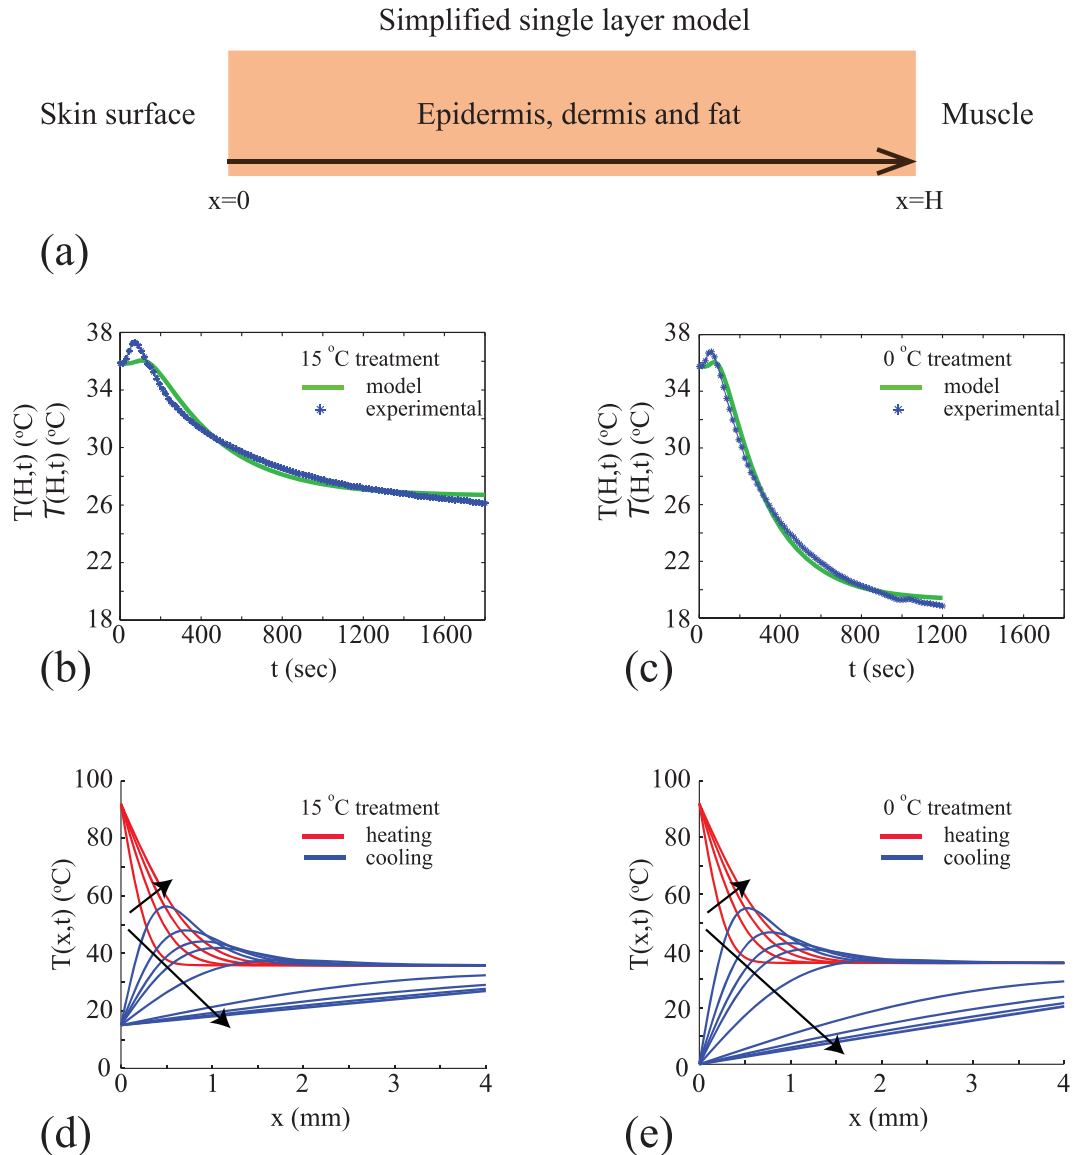 Simplified single layer model
Skin surface
Epidermis, dermis and fat
Muscle
x=0
x=H
(a)
38
34
30
26
22
18
0
400
800
1200
1600
T(H,t) (°C)
T(H,t) (°C)
t (sec)
15 °C treatment
model
experimental
(b)
38
34
30
26
22
18
0
400
800
1200
1600
T(H,t) (°C)
T(H,t) (°C)
t (sec)
0 °C treatment
model
experimental
(c)
100
80
60
40
20
0
0
1
2
3
4
T(x,t) (°C)
x (mm)
15 °C treatment
heating
cooling
(d)
100
80
60
40
20
0
0
1
2
3
4
T(x,t) (°C)
x (mm)
0 °C treatment
heating
cooling
(e)